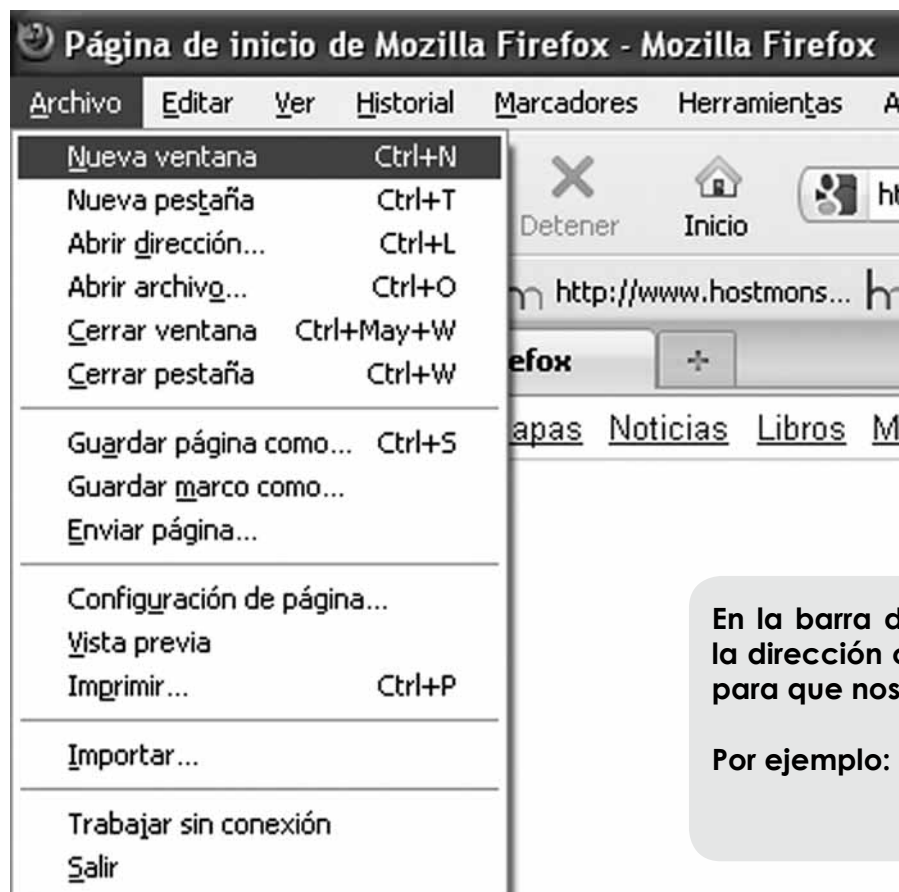 Página de inicio de Mozilla Firefox - Mozilla Firefox
Archivo Editar Ver Historial Marcadores Herramientas A
Nueva ventana Ctrl+N
Nueva pestaña Ctrl+T
Abrir dirección... Ctrl+L
Abrir archivo... Ctrl+O
Cerrar ventana Ctrl+May+W
Cerrar pestaña Ctrl+W
Guardar página como... Ctrl+S
Guardar marco como...
Enviar página...
Configuración de página...
Vista previa
Imprimir... Ctrl+P
Importar...
Trabajar sin conexión
Salir
Detener Inicio ht
http://www.hostmons...
efox
apas Noticias Libros M
En la barra d
la dirección
para que nos
Por ejemplo: